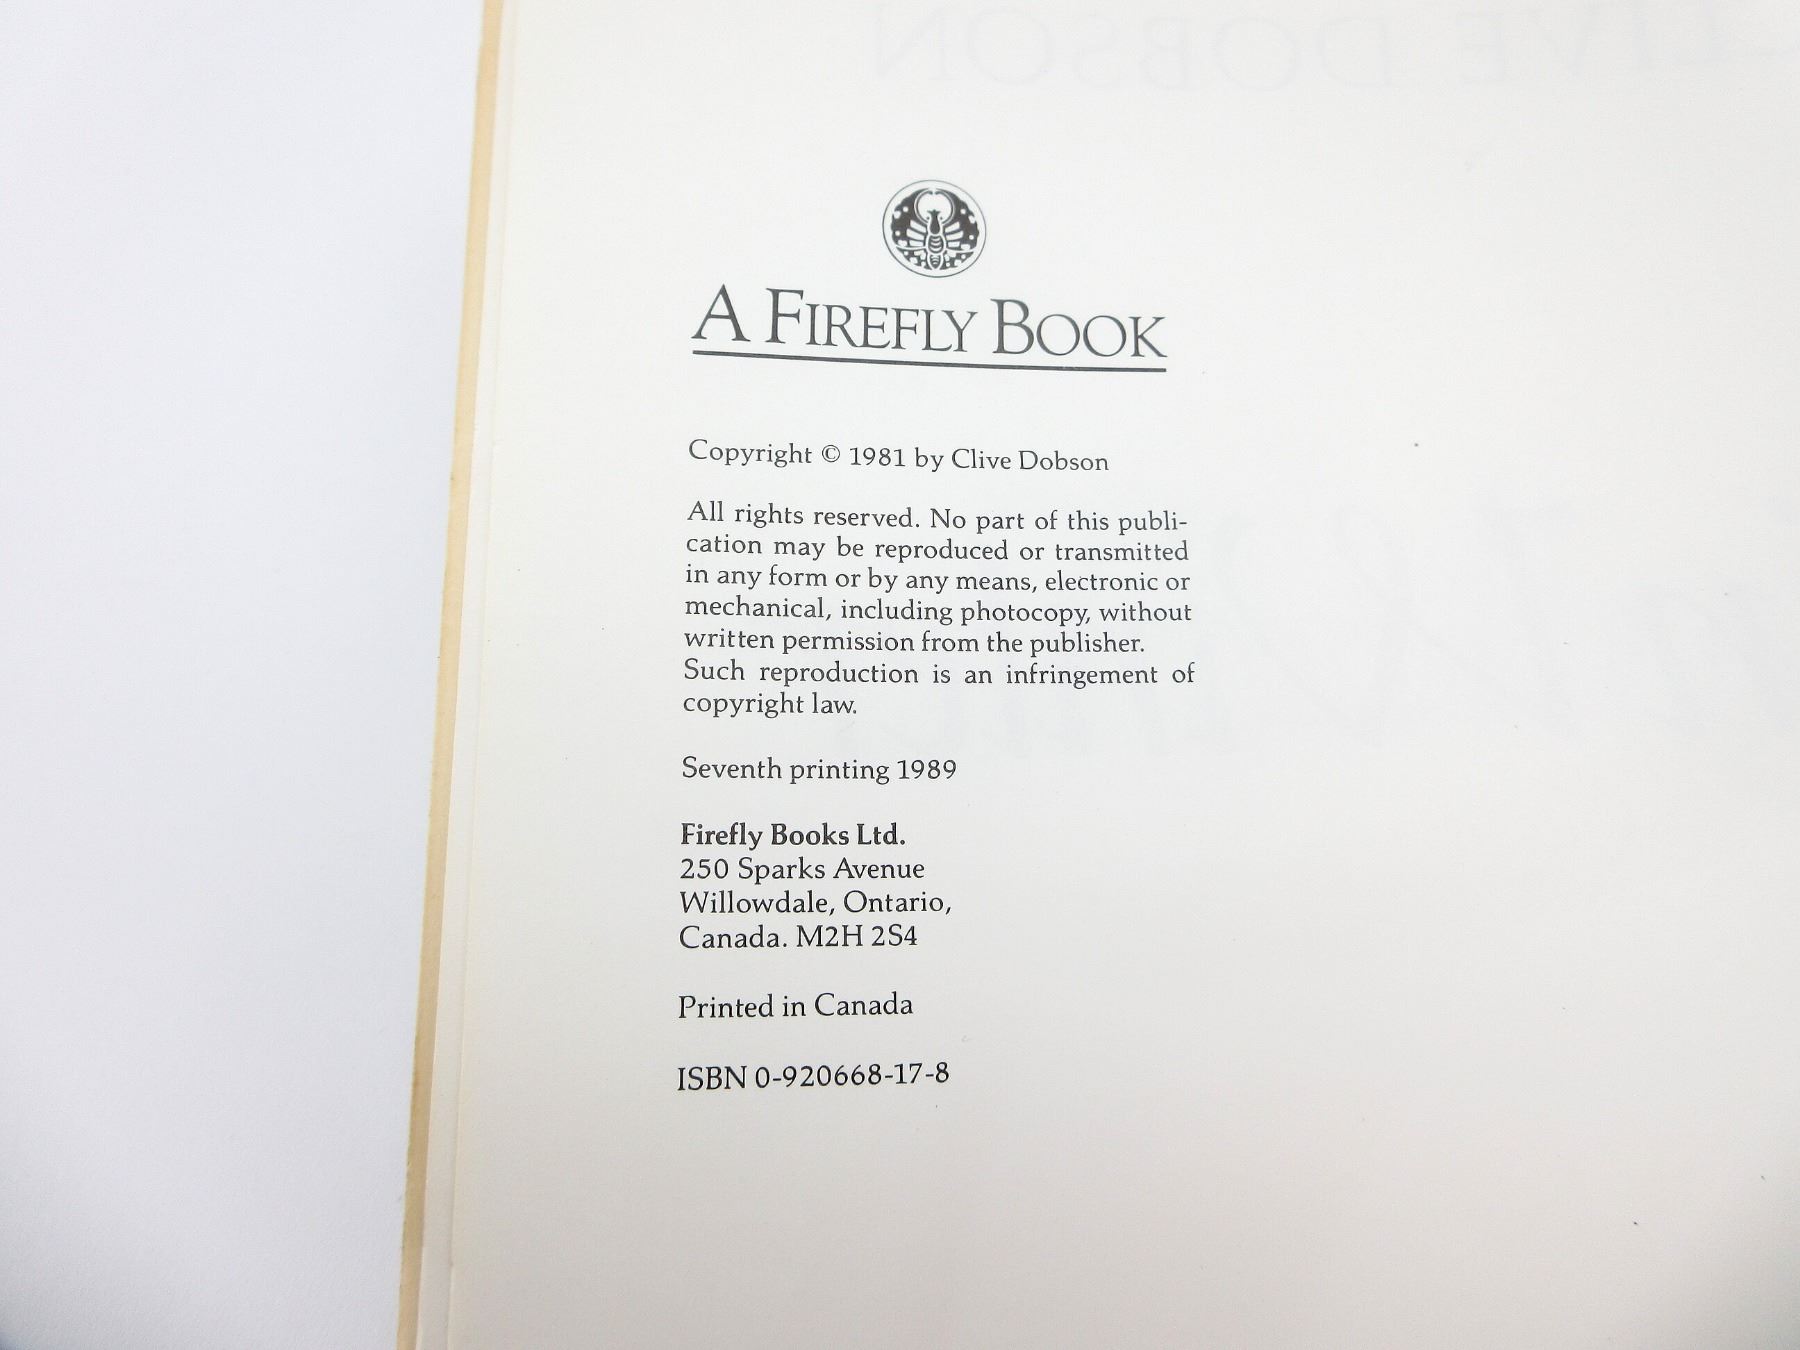 A FIREFLY BOOK
Copyright © 1981 by Clive Dobson
All rights reserved. No part of this publi-
cation may be reproduced or transmitted
in any form or by any means, electronic or
mechanical, including photocopy, without
written permission from the publisher.
Such reproduction is an infringement of
copyright law.
Seventh printing 1989
Firefly Books Ltd.
250 Sparks Avenue
Willowdale, Ontario,
Canada. M2H 2S4
Printed in Canada
ISBN 0-920668-17-8